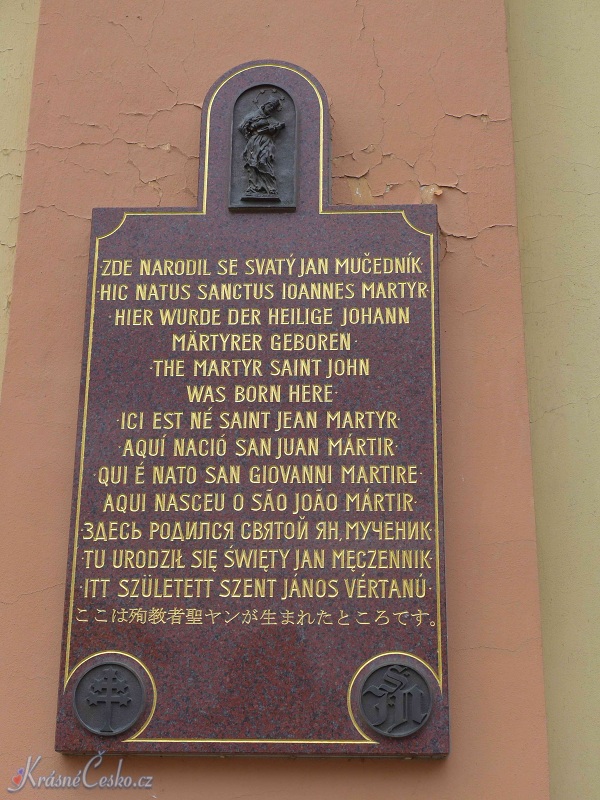 ·ZDE NARODIL SE SVATÝ JAN MUČEDNÍK·
·HIC NATUS SANCTUS IOANNES MARTYR·
·HIER WURDE DER HEILIGE JOHANN
MÄRTYRER GEBOREN·
·THE MARTYR SAINT JOHN
WAS BORN HERE·
·ICI EST NÉ SAINT JEAN MARTYR·
·AQUÍ NACIÓ SAN JUAN MÁRTIR·
·QUI É NATO SAN GIOVANNI MARTIRE·
·AQUI NASCEU O SÃO JOÃO MÁRTIR·
·ЗДЕСЬ РОДИЛСЯ СВЯТОЙ ЯН, МУЧЕНИК·
·TU URODZIŁ SIĘ ŚWIĘTY JAN MĘCZENNIK·
·ITT SZÜLETETT SZENT JÁNOS VÉRTANÚ·
ここは殉教者聖ヤンが生まれたところです。
KrásnéČesko.cz